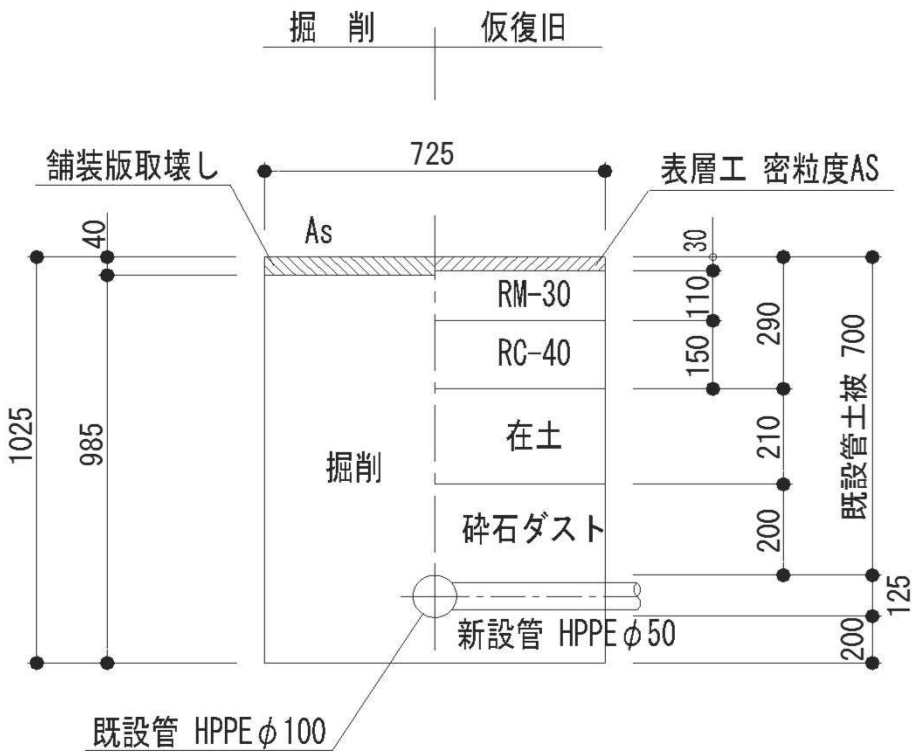 掘 削
仮復旧
725
舗装版取壊し
表層工 密粒度AS
As
40
30
RM-30
110
RC-40
150
290
既設管土被 700
1025
985
掘削
在土
210
砕石ダスト
200
125
新設管 HPPEφ50
200
既設管 HPPEφ100